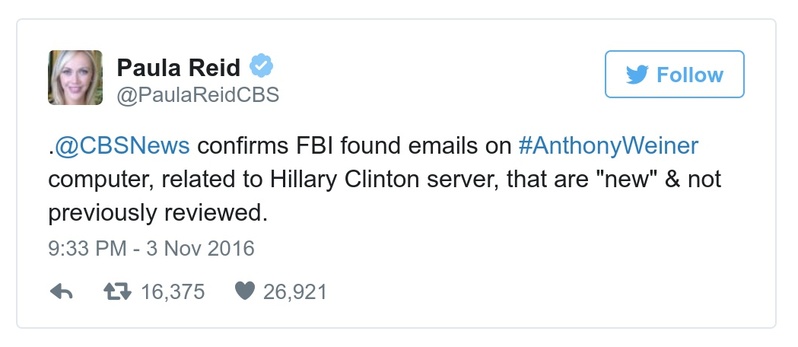 Paula Reid
@PaulaReidCBS
Follow
.@CBSNews confirms FBI found emails on #AnthonyWeiner
computer, related to Hillary Clinton server, that are "new" & not
previously reviewed.
9:33 PM - 3 Nov 2016
16,375 26,921